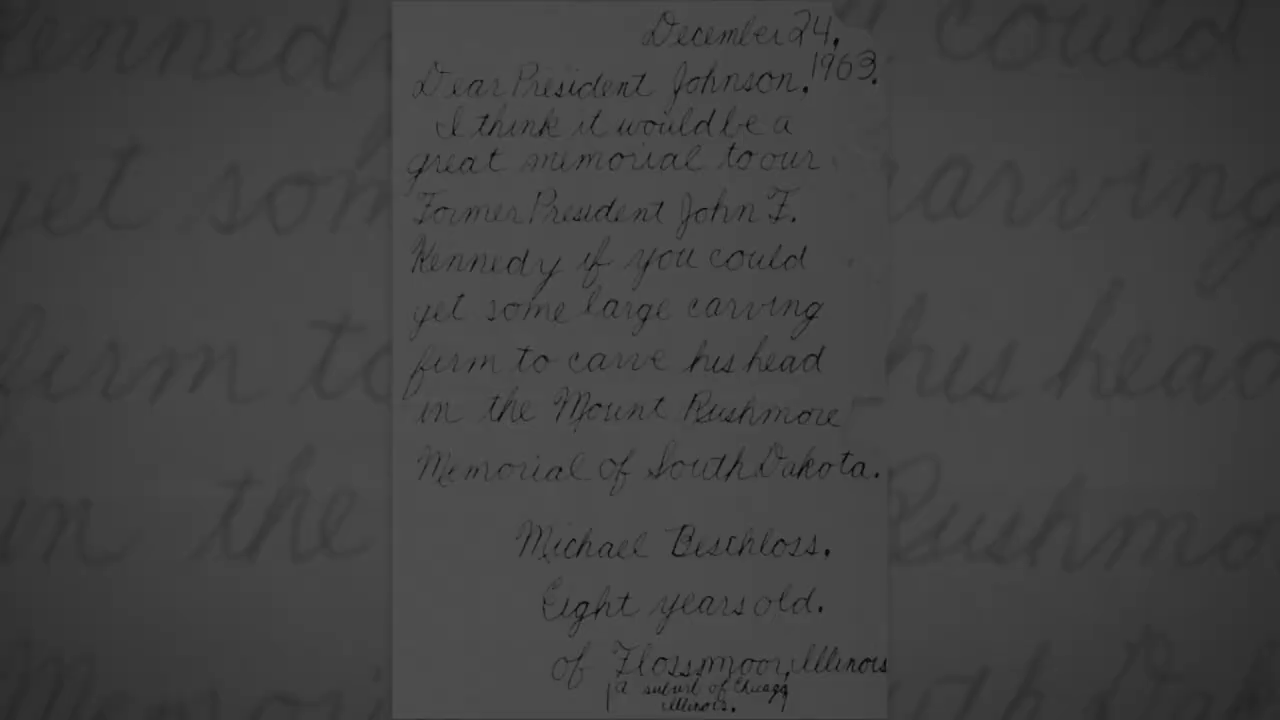 December 24,
1963.
Dear President Johnson,
I think it would be a
great memorial to our
Former President John F.
Kennedy if you could
get some large carving
firm to carve his head
in the Mount Rushmore
Memorial of South Dakota.
Michael Beschloss.
Eight years old.
of Flossmoor, Illinois
(a suburb of Chicago
Illinois.